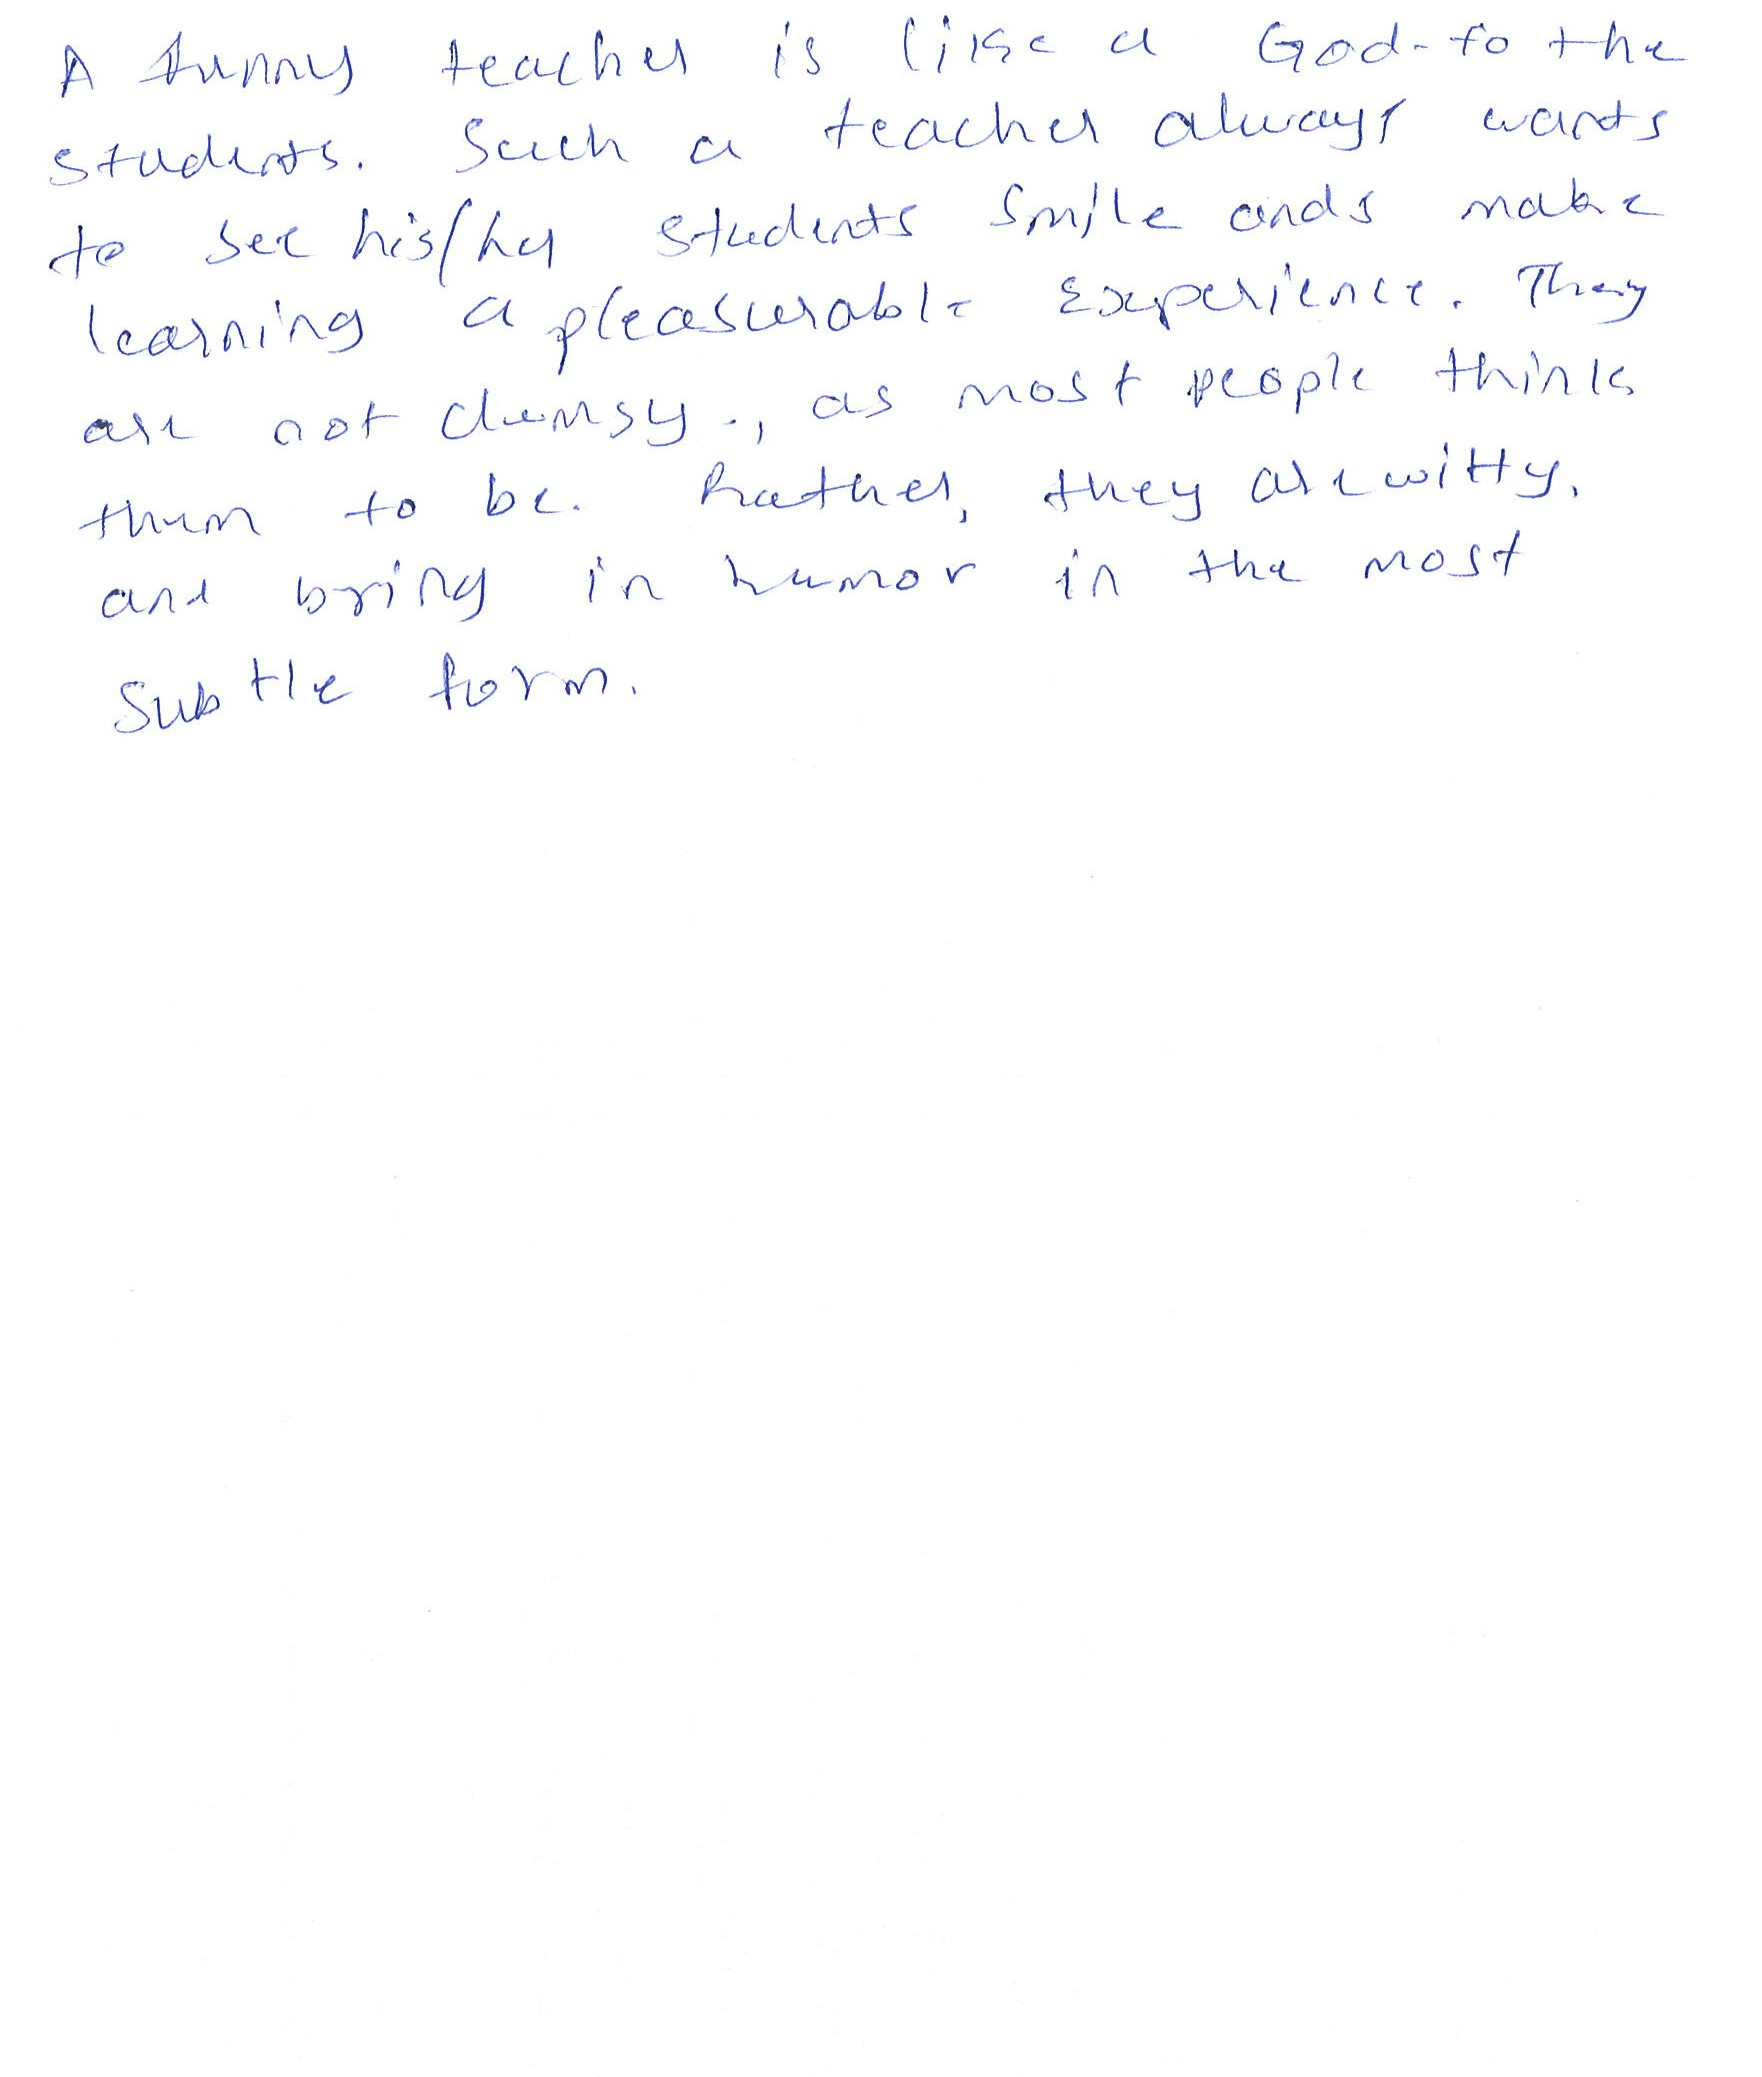 A funny teacher is like a God-to the
students. Such a teacher always wants
to see his/her students smile ands make
learning a pleasurable experience. They
are not clumsy., as most people thinks
them to be. Rather, they are witty.
and bring in humor in the most
subtle form.